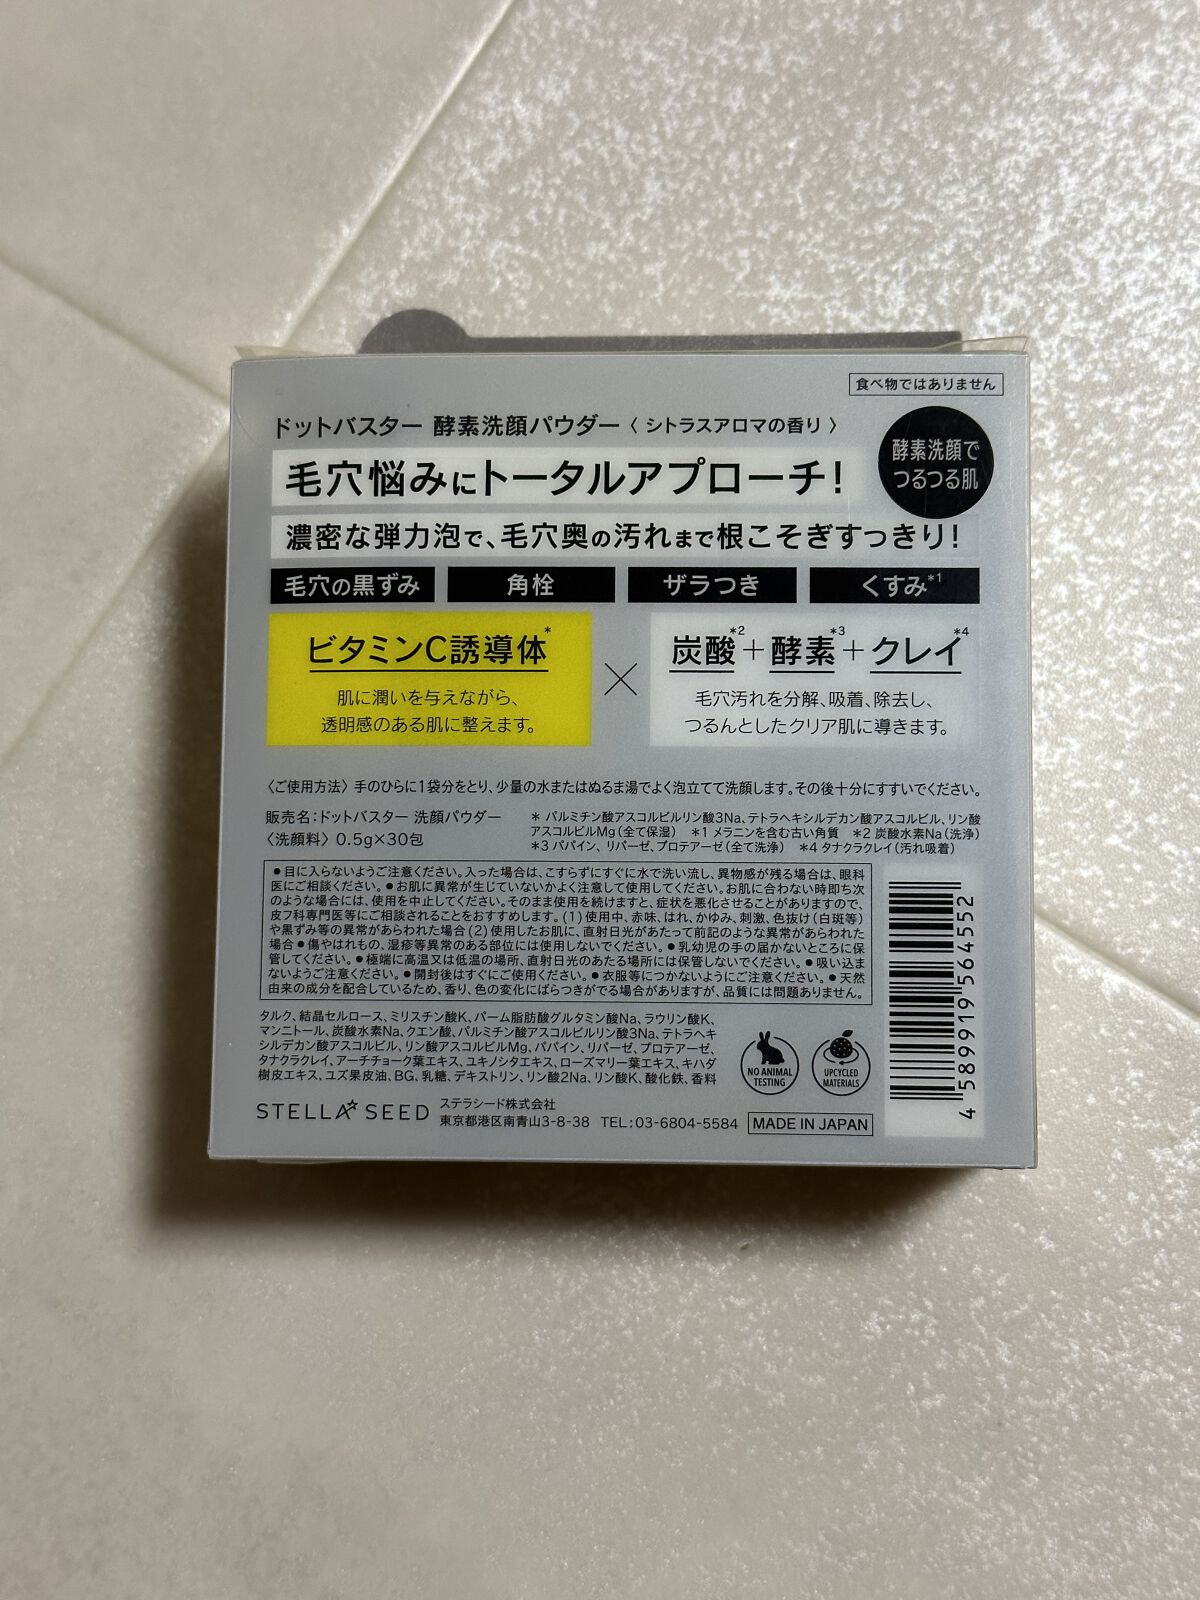 食べ物ではありません
ドットバスター 酵素洗顔パウダー〈 シトラスアロマの香り 〉
酵素洗顔で
つるつる肌
毛穴悩みにトータルアプローチ!
濃密な弾力泡で、毛穴奥の汚れまで根こそぎすっきり!
毛穴の黒ずみ 角栓 ザラつき くすみ*1
ビタミンC誘導体*
肌に潤いを与えながら、
透明感のある肌に整えます。
×
炭酸*2+酵素*3+クレイ*4
毛穴汚れを分解、吸着、除去し、
つるんとしたクリア肌に導きます。
〈ご使用方法〉手のひらに1袋分をとり、少量の水またはぬるま湯でよく泡立てて洗顔します。その後十分にすすいでください。
販売名:ドットバスター 洗顔パウダー
〈洗顔料〉0.5g×30包
* パルミチン酸アスコルビルリン酸3Na、テトラヘキシルデカン酸アスコルビル、リン酸
アスコルビルMg(全て保湿) *1 メラニンを含む古い角質 *2 炭酸水素Na(洗浄)
*3 パパイン、リパーゼ、プロテアーゼ(全て洗浄) *4 タナクラクレイ(汚れ吸着)
●目に入らないようご注意ください。入った場合は、こすらずにすぐに水で洗い流し、異物感が残る場合は、眼科
医にご相談ください。●お肌に異常が生じていないかよく注意して使用してください。お肌に合わない時即ち次
のような場合には、使用を中止してください。そのまま使用を続けますと、症状を悪化させることがありますので、
皮フ科専門医等にご相談されることをおすすめします。(1)使用中、赤味、はれ、かゆみ、刺激、色抜け(白斑等)
や黒ずみ等の異常があらわれた場合(2)使用したお肌に、直射日光があたって前記のような異常があらわれた
場合●傷やはれもの、湿疹等異常のある部位には使用しないでください。●乳幼児の手の届かないところに保
管してください。●極端に高温又は低温の場所、直射日光のあたる場所には保管しないでください。●吸い込ま
ないようご注意ください。●開封後はすぐにご使用ください。●衣服等につかないようにご注意ください。●天然
由来の成分を配合しているため、香り、色の変化にばらつきがでる場合がありますが、品質には問題ありません。
タルク、結晶セルロース、ミリスチン酸K、パーム脂肪酸グルタミン酸Na、ラウリン酸K、
マンニトール、炭酸水素Na、クエン酸、パルミチン酸アスコルビルリン酸3Na、テトラヘキ
シルデカン酸アスコルビル、リン酸アスコルビルMg、パパイン、リパーゼ、プロテアーゼ、
タナクラクレイ、アーチチョーク葉エキス、ユキノシタエキス、ローズマリー葉エキス、キハダ
樹皮エキス、ユズ果皮油、BG、乳糖、デキストリン、リン酸2Na、リン酸K、酸化鉄、香料
NO ANIMAL
TESTING
UPCYCLED
MATERIALS
STELLA SEED
ステラシード株式会社
東京都港区南青山3-8-38 TEL:03-6804-5584
MADE IN JAPAN
4 589919 564552